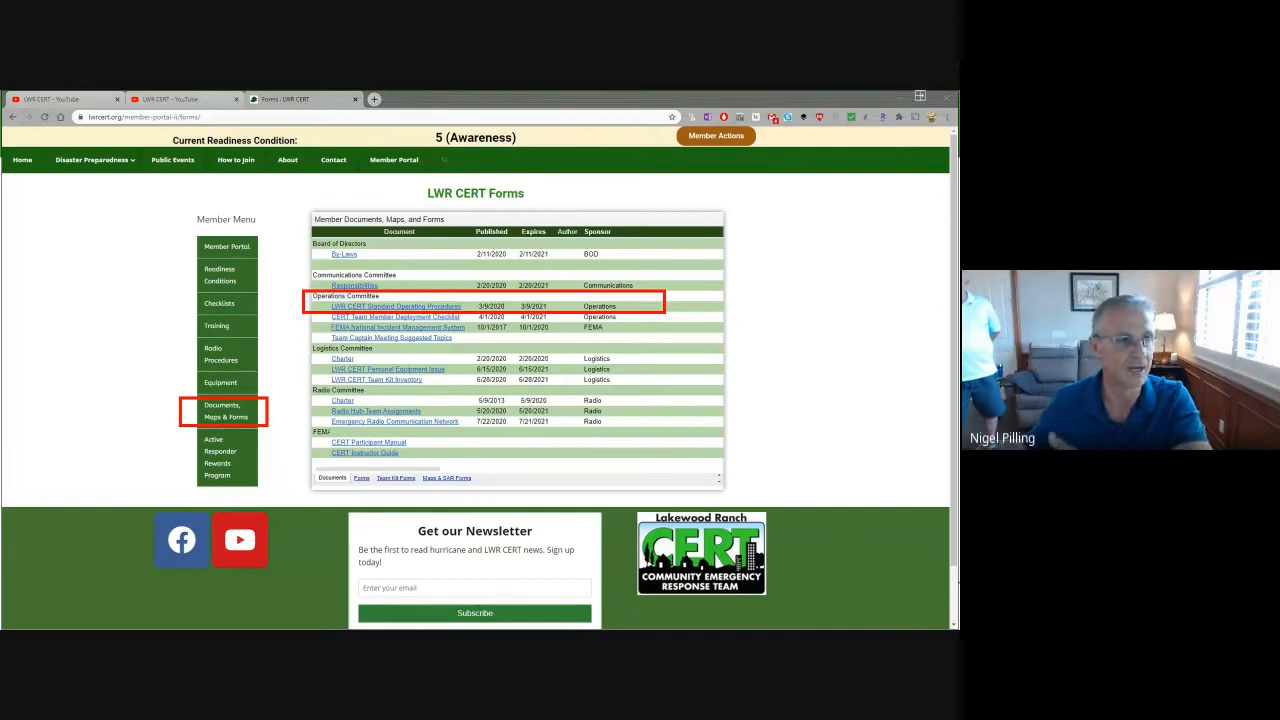 LWR CERT - YouTube
LWR CERT - YouTube
Forms - LWR CERT
lwrcert.org/member-portal-ii/forms/
Current Readiness Condition:
5 (Awareness)
Member Actions
Home
Disaster Preparedness
Public Events
How to Join
About
Contact
Member Portal
LWR CERT Forms
Member Menu
Member Portal
Readiness
Conditions
Checklists
Training
Radio
Procedures
Equipment
Documents,
Maps & Forms
Active
Responder
Rewards
Program
Member Documents, Maps, and Forms
Document Published Expires Author Sponsor
Board of Directors
By-Laws 2/11/2020 2/11/2021 BOD
Communications Committee
Responsibilities 2/20/2020 2/20/2021 Communications
Operations Committee
LWR CERT Standard Operating Procedures 3/9/2020 3/9/2021 Operations
CERT Team Member Deployment Checklist 4/1/2020 4/1/2021 Operations
FEMA National Incident Management System 10/1/2017 10/1/2020 FEMA
Team Captain Meeting Suggested Topics
Logistics Committee
Charter 2/20/2020 2/20/2021 Logistics
LWR CERT Personal Equipment Issue 6/15/2020 6/15/2021 Logistics
LWR CERT Team Kit Inventory 6/28/2020 6/28/2021 Logistics
Radio Committee
Charter 5/9/2013 5/9/2020 Radio
Radio Hub-Team Assignments 5/20/2020 5/20/2021 Radio
Emergency Radio Communication Network 7/22/2020 7/21/2021 Radio
FEMA
CERT Participant Manual
CERT Instructor Guide
Documents Forms Team Kit Forms Maps & SAR Forms
Get our Newsletter
Be the first to read hurricane and LWR CERT news. Sign up
today!
Enter your email
Subscribe
Lakewood Ranch
CERT
COMMUNITY EMERGENCY
RESPONSE TEAM
Nigel Pilling